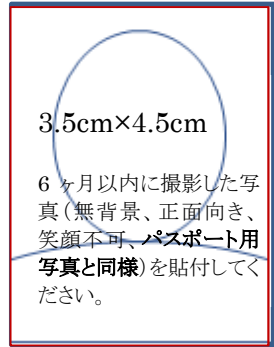 3.5cm×4.5cm
6 ヶ月以内に撮影した写
真（無背景、正面向き、
笑顔不可、パスポート用
写真と同様）を貼付してく
ださい。